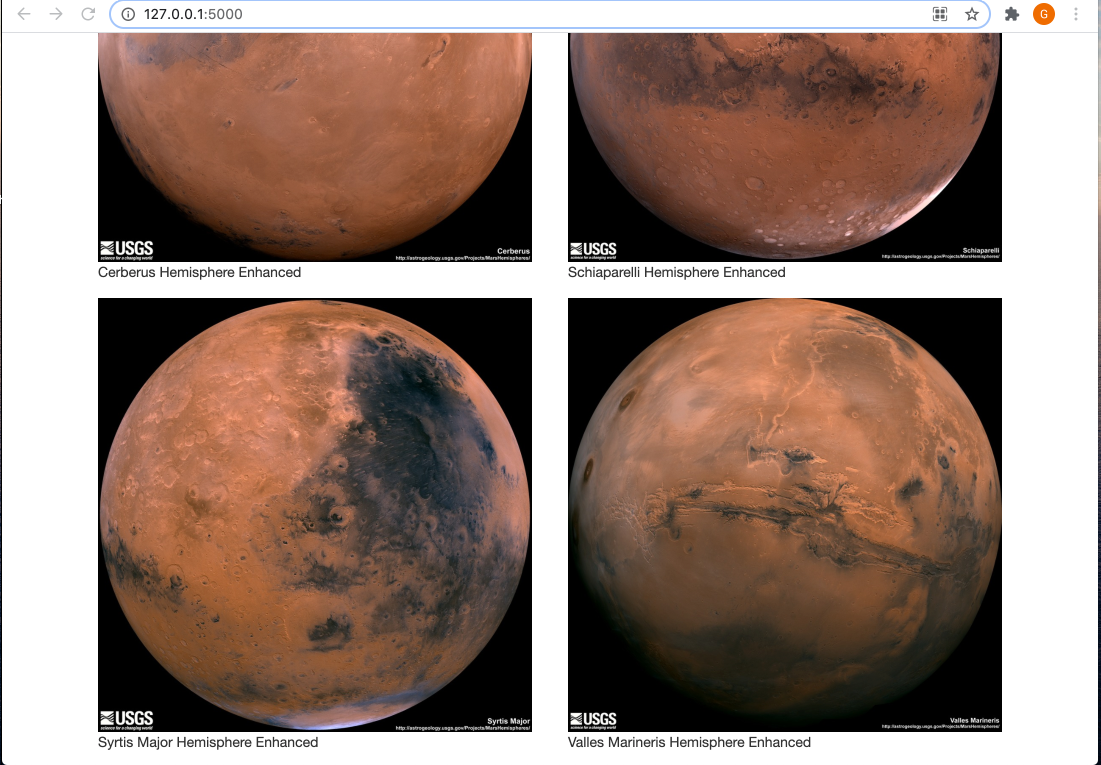 127.0.0.1:5000
G
USGS
science for a changing world
Cerberus
http://astrogeology.usgs.gov/Projects/MarsHemispheres/
Cerberus Hemisphere Enhanced
USGS
science for a changing world
Schiaparelli
http://astrogeology.usgs.gov/Projects/MarsHemispheres/
Schiaparelli Hemisphere Enhanced
USGS
science for a changing world
Syrtis Major
http://astrogeology.usgs.gov/Projects/MarsHemispheres/
Syrtis Major Hemisphere Enhanced
USGS
science for a changing world
Valles Marineris
http://astrogeology.usgs.gov/Projects/MarsHemispheres/
Valles Marineris Hemisphere Enhanced